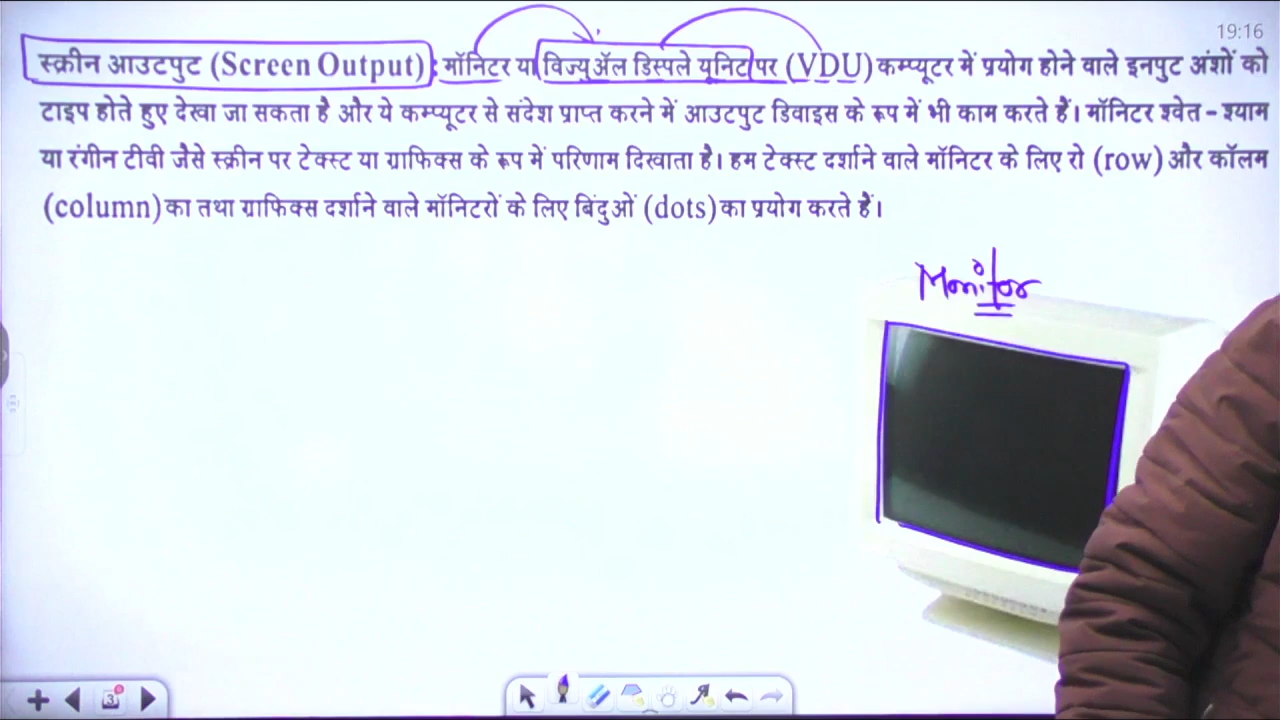 19:16
स्क्रीन आउटपुट (Screen Output) : मॉनिटर या विज्युअॅल डिस्पले यूनिट पर (VDU) कम्प्यूटर में प्रयोग होने वाले इनपुट अंशों को
टाइप होते हुए देखा जा सकता है और ये कम्प्यूटर से संदेश प्राप्त करने में आउटपुट डिवाइस के रूप में भी काम करते हैं। मॉनिटर श्वेत - श्याम
या रंगीन टीवी जैसे स्क्रीन पर टेक्स्ट या ग्राफिक्स के रूप में परिणाम दिखाता है। हम टेक्स्ट दर्शाने वाले मॉनिटर के लिए रो (row) और कॉलम
(column) का तथा ग्राफिक्स दर्शाने वाले मॉनिटरों के लिए बिंदुओं (dots) का प्रयोग करते हैं।
Monitor
3